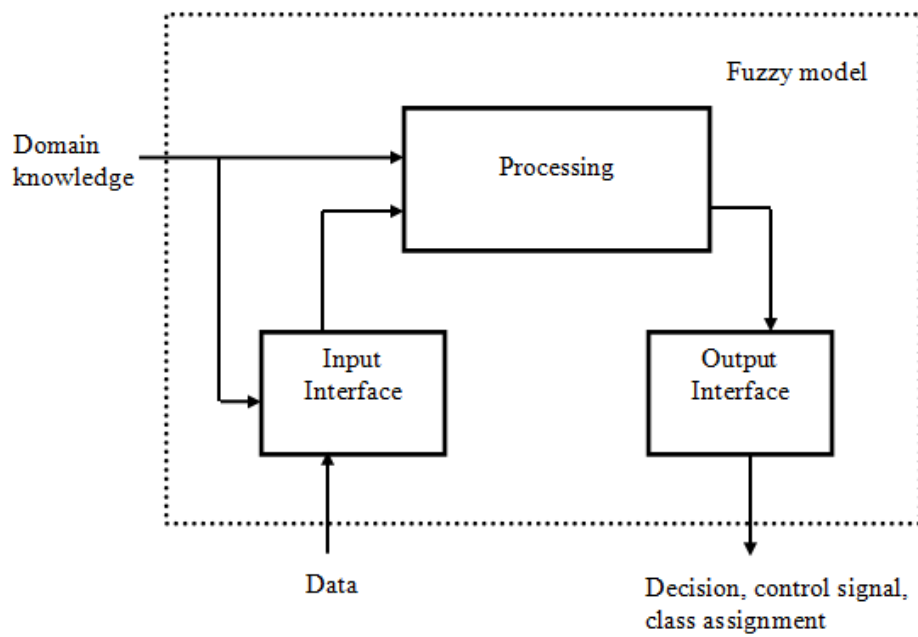 Fuzzy model
Domain
knowledge
Processing
Input
Interface
Output
Interface
Data
Decision, control signal,
class assignment